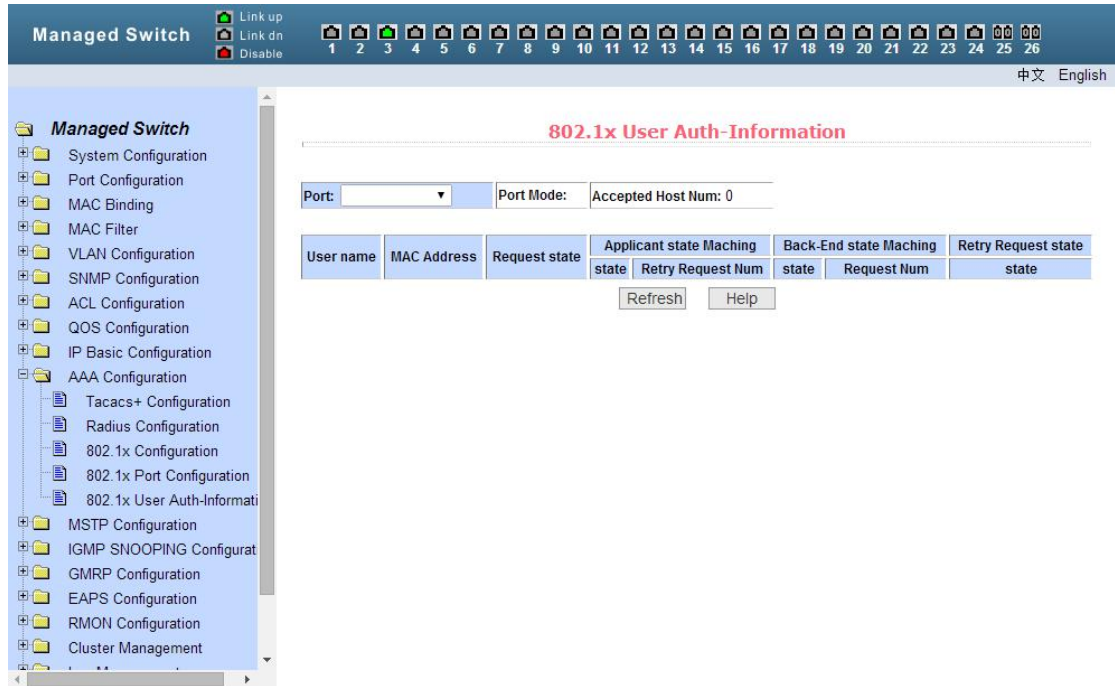 Managed Switch
Link up
Link dn
Disable
1 2 3 4 5 6 7 8 9 10 11 12 13 14 15 16 17 18 19 20 21 22 23 24 25 26
中文 English
Managed Switch
System Configuration
Port Configuration
MAC Binding
MAC Filter
VLAN Configuration
SNMP Configuration
ACL Configuration
QOS Configuration
IP Basic Configuration
AAA Configuration
Tacacs+ Configuration
Radius Configuration
802.1x Configuration
802.1x Port Configuration
802.1x User Auth-Informati
MSTP Configuration
IGMP SNOOPING Configurat
GMRP Configuration
EAPS Configuration
RMON Configuration
Cluster Management
802.1x User Auth-Information
Port: Port Mode: Accepted Host Num: 0
User name MAC Address Request state Applicant state Maching Back-End state Maching Retry Request state
state Retry Request Num state Request Num state
Refresh Help